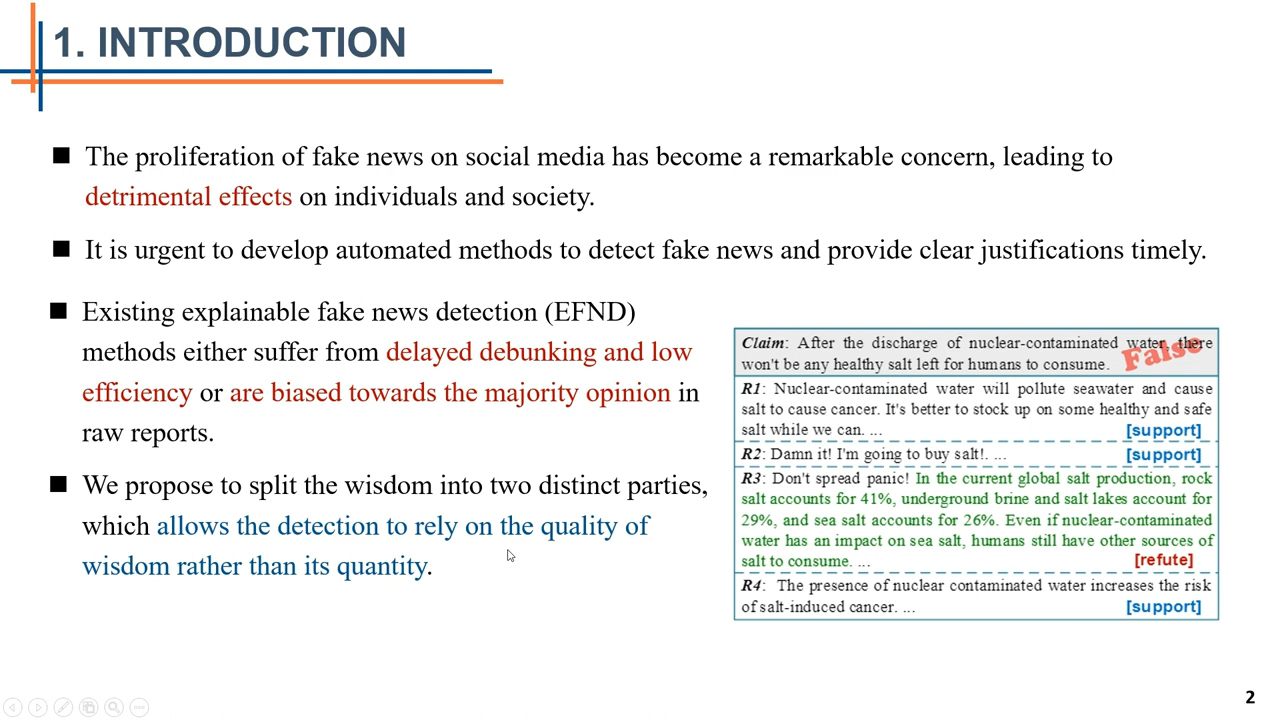 1. INTRODUCTION
■ The proliferation of fake news on social media has become a remarkable concern, leading to
detrimental effects on individuals and society.
■ It is urgent to develop automated methods to detect fake news and provide clear justifications timely.
■ Existing explainable fake news detection (EFND)
methods either suffer from delayed debunking and low
efficiency or are biased towards the majority opinion in
raw reports.
■ We propose to split the wisdom into two distinct parties,
which allows the detection to rely on the quality of
wisdom rather than its quantity.
Claim: After the discharge of nuclear-contaminated water, there
won't be any healthy salt left for humans to consume.
False
R1: Nuclear-contaminated water will pollute seawater and cause
salt to cause cancer. It's better to stock up on some healthy and safe
salt while we can. ... [support]
R2: Damn it! I'm going to buy salt!. ... [support]
R3: Don't spread panic! In the current global salt production, rock
salt accounts for 41%, underground brine and salt lakes account for
29%, and sea salt accounts for 26%. Even if nuclear-contaminated
water has an impact on sea salt, humans still have other sources of
salt to consume. ... [refute]
R4: The presence of nuclear contaminated water increases the risk
of salt-induced cancer. ... [support]
2